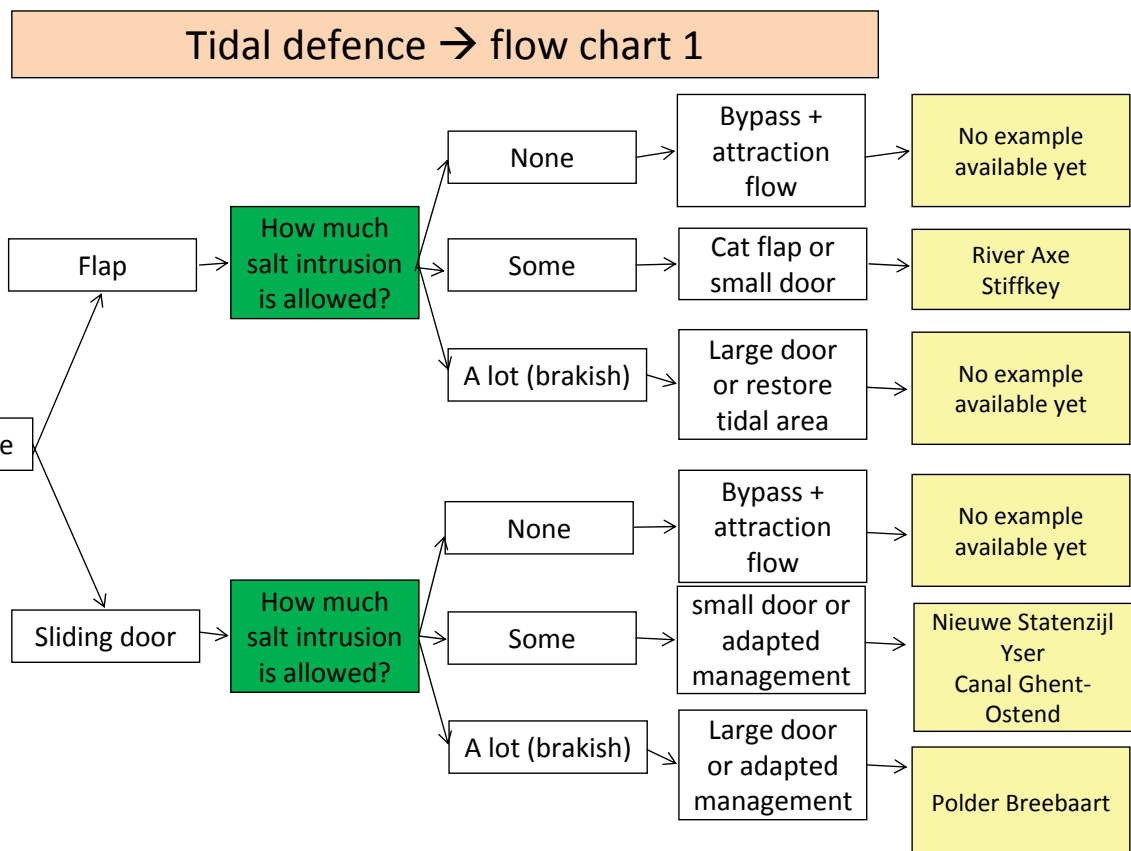 Tidal defence → flow chart 1
None
Bypass +
attraction
flow
No example
available yet
Flap
How much
salt intrusion
is allowed?
Some
Cat flap or
small door
River Axe
Stiffkey
A lot (brakish)
Large door
or restore
tidal area
No example
available yet
e
None
Bypass +
attraction
flow
No example
available yet
Sliding door
How much
salt intrusion
is allowed?
Some
small door or
adapted
management
Nieuwe Statenzijl
Yser
Canal Ghent-
Ostend
A lot (brakish)
Large door
or adapted
management
Polder Breebaart